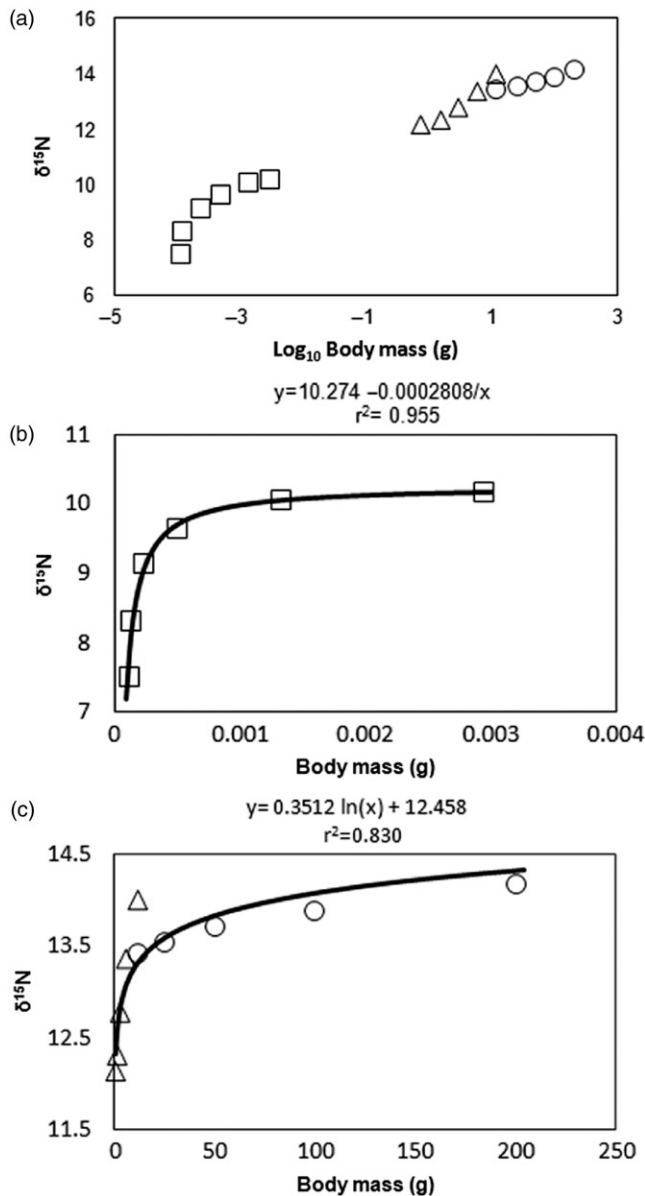 (a)
16
14
12
10
8
6
δ¹⁵N
–5
–3
–1
1
3
Log₁₀ Body mass (g)
y=10.274 –0.0002808/x
r²= 0.955
(b)
11
10
9
8
7
δ¹⁵N
0
0.001
0.002
0.003
0.004
Body mass (g)
y= 0.3512 ln(x) + 12.458
r²=0.830
(c)
14.5
13.5
12.5
11.5
δ¹⁵N
0
50
100
150
200
250
Body mass (g)